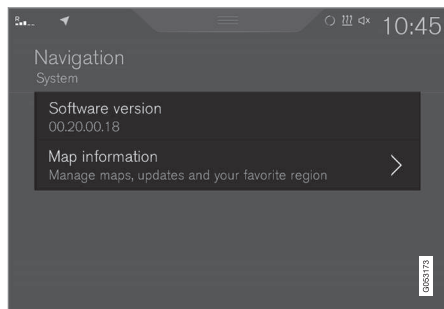 R
10:45
Navigation
System
Software version
00.20.00.18
Map information
Manage maps, updates and your favorite region
G053173